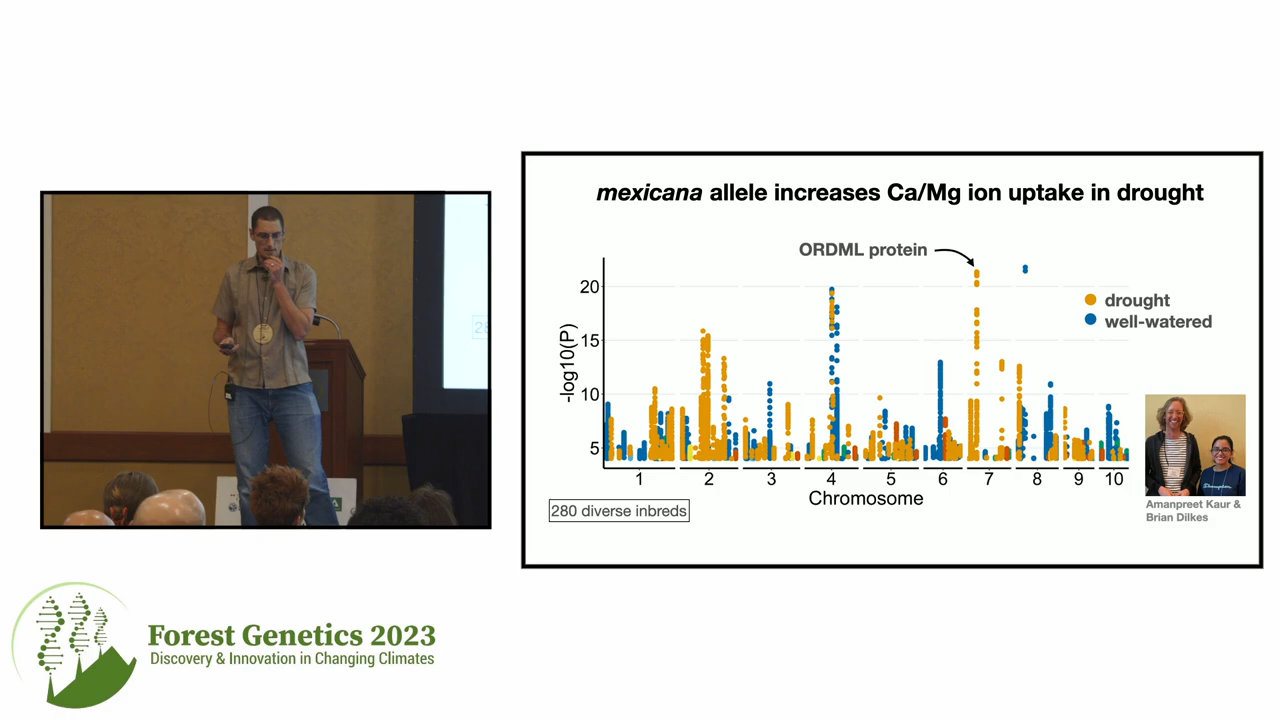 mexicana allele increases Ca/Mg ion uptake in drought
ORDML protein
drought
well-watered
-log10(P)
20
15
10
5
1 2 3 4 5 6 7 8 9 10
Chromosome
280 diverse inbreds
Amanpreet Kaur &
Brian Dilkes
Forest Genetics 2023
Discovery & Innovation in Changing Climates